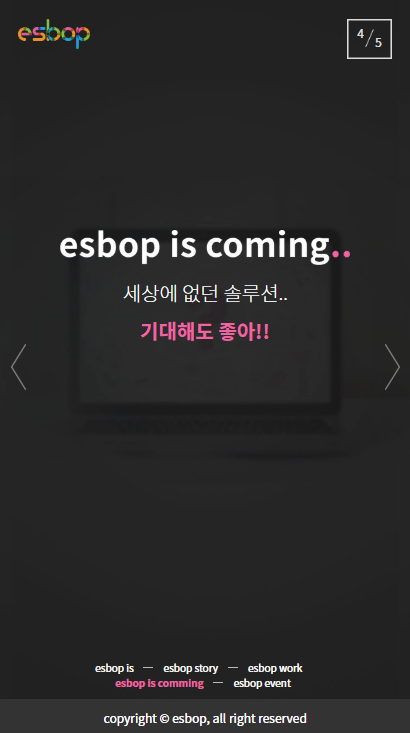 esbop
4/5
esbop is coming..
세상에 없던 솔루션..
기대해도 좋아!!
esbop is — esbop story — esbop work
esbop is comming — esbop event
copyright © esbop, all right reserved